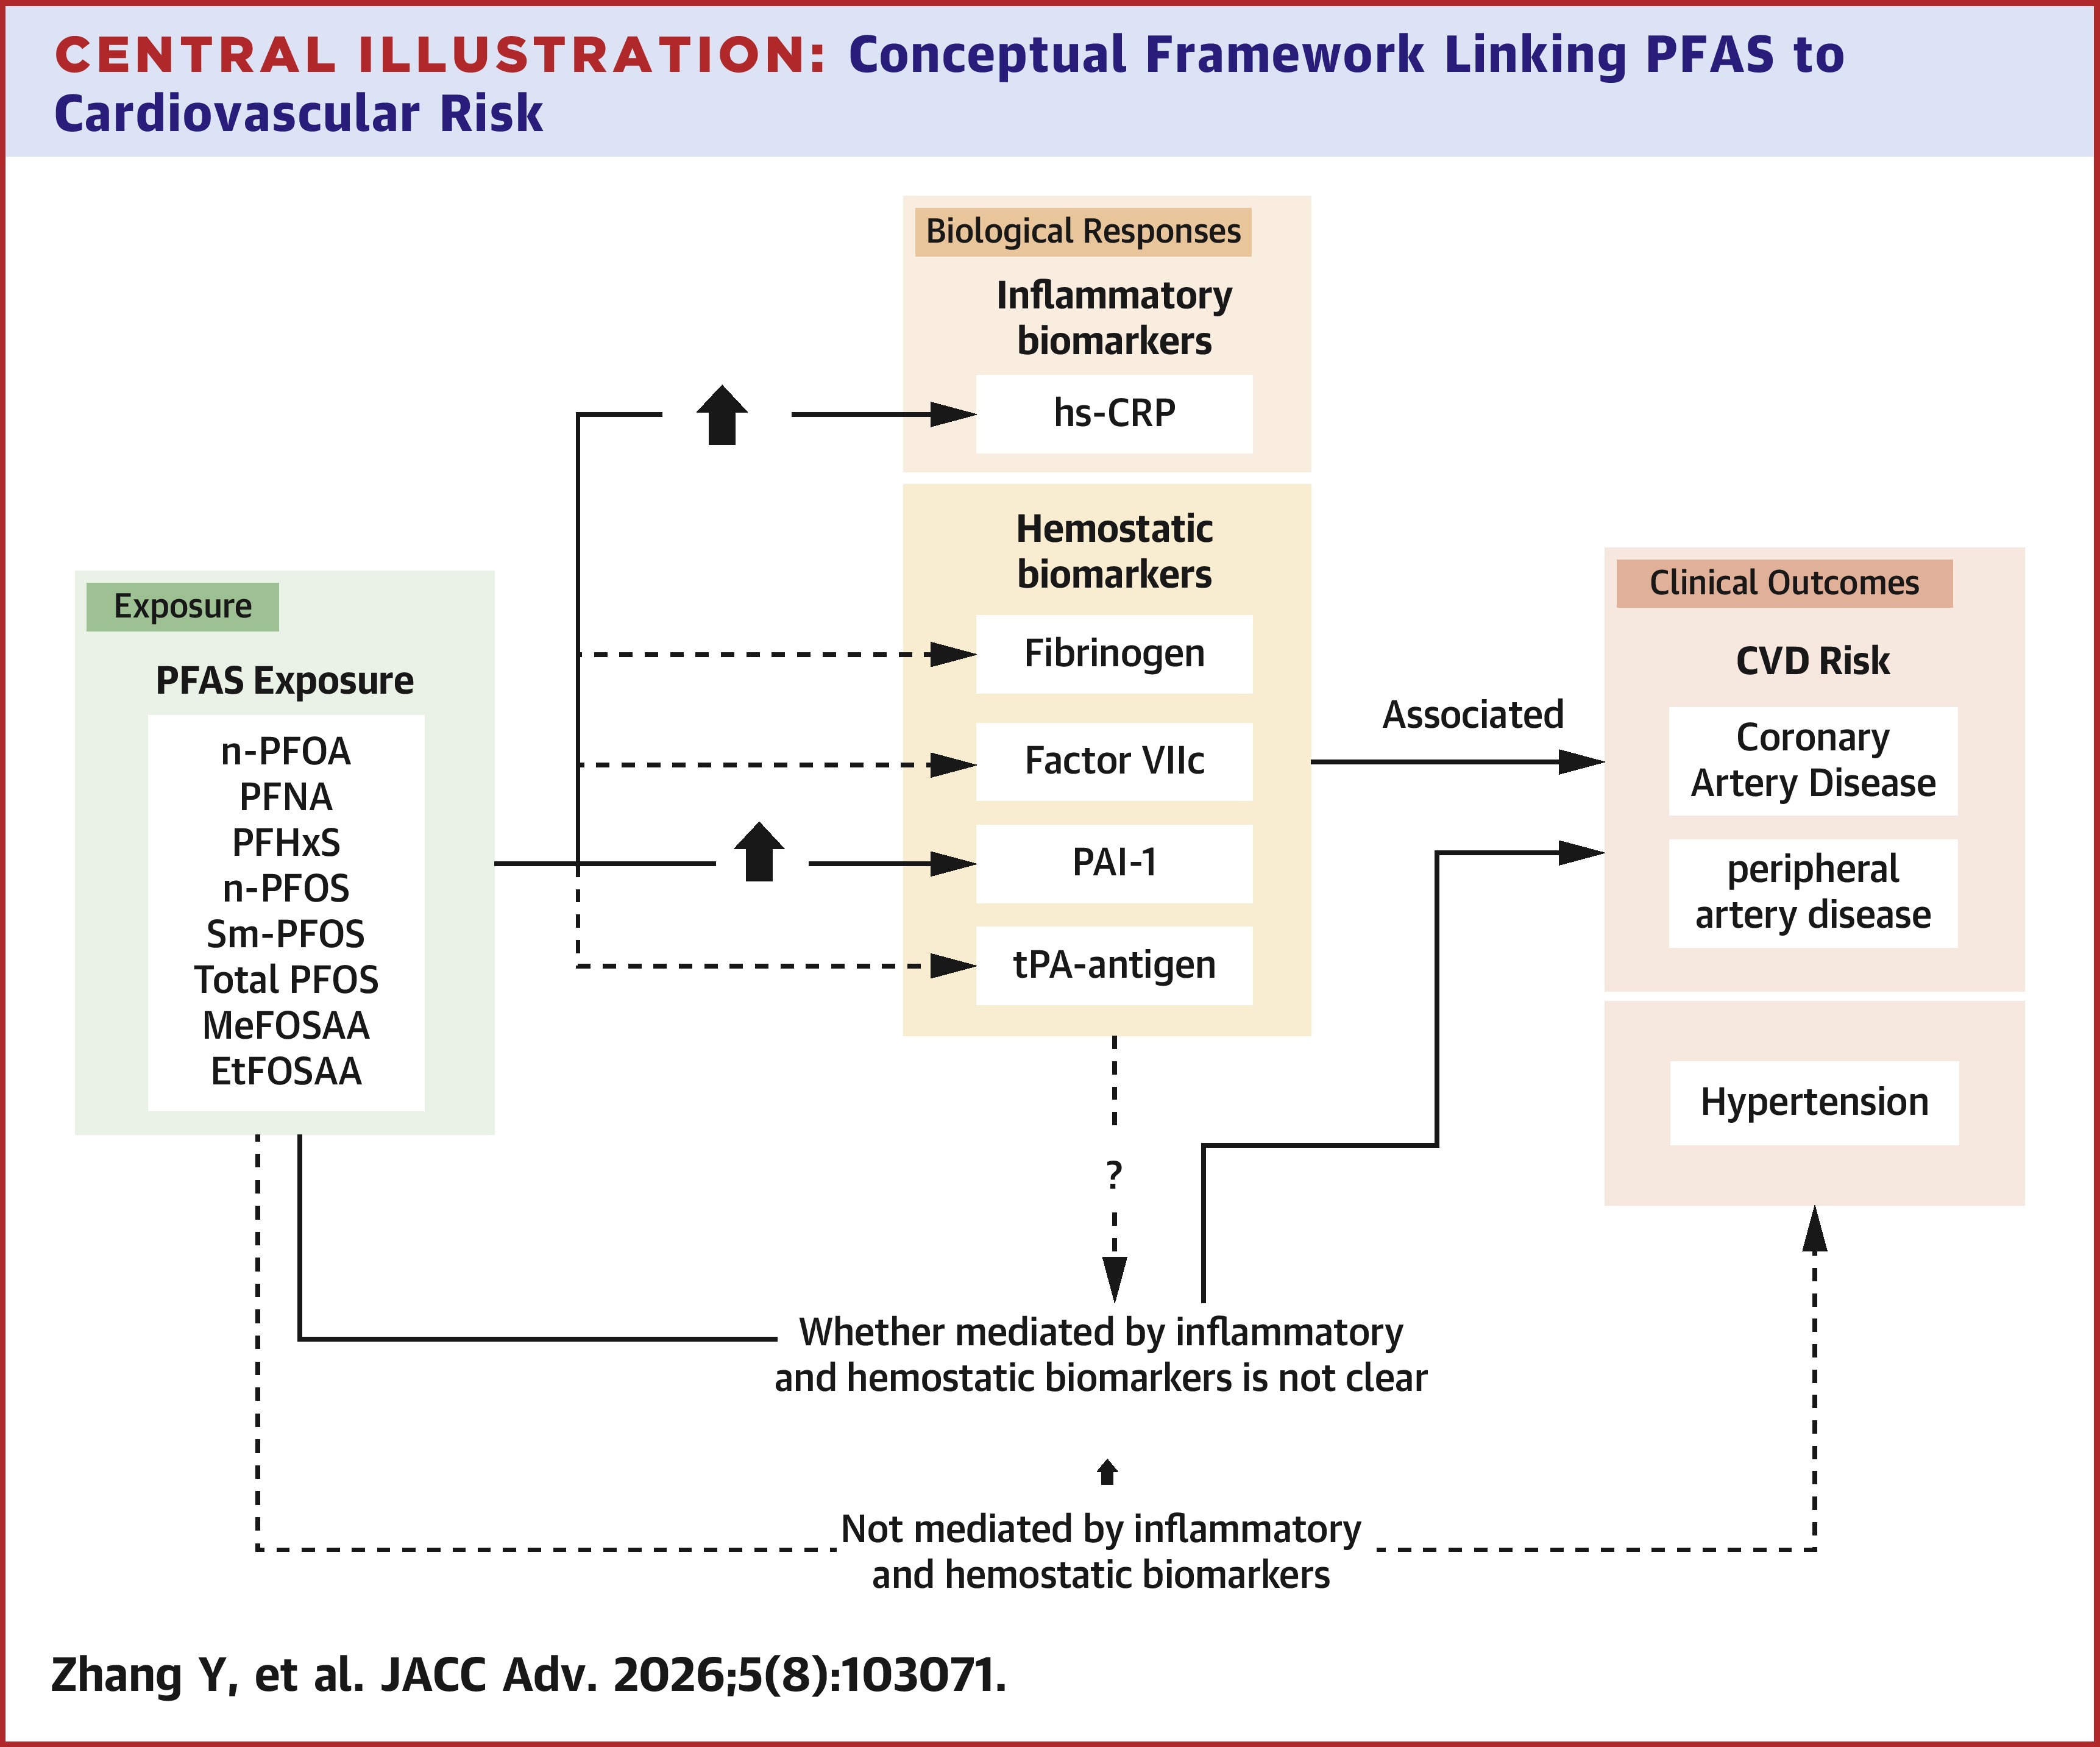 CENTRAL ILLUSTRATION: Conceptual Framework Linking PFAS to
Cardiovascular Risk
Biological Responses
Inflammatory
biomarkers
hs-CRP
Hemostatic
biomarkers
Fibrinogen
Factor VIIc
PAI-1
tPA-antigen
Exposure
PFAS Exposure
n-PFOA
PFNA
PFHxS
n-PFOS
Sm-PFOS
Total PFOS
MeFOSAA
EtFOSAA
Associated
Clinical Outcomes
CVD Risk
Coronary
Artery Disease
peripheral
artery disease
Hypertension
?
Whether mediated by inflammatory
and hemostatic biomarkers is not clear
Not mediated by inflammatory
and hemostatic biomarkers
Zhang Y, et al. JACC Adv. 2026;5(8):103071.